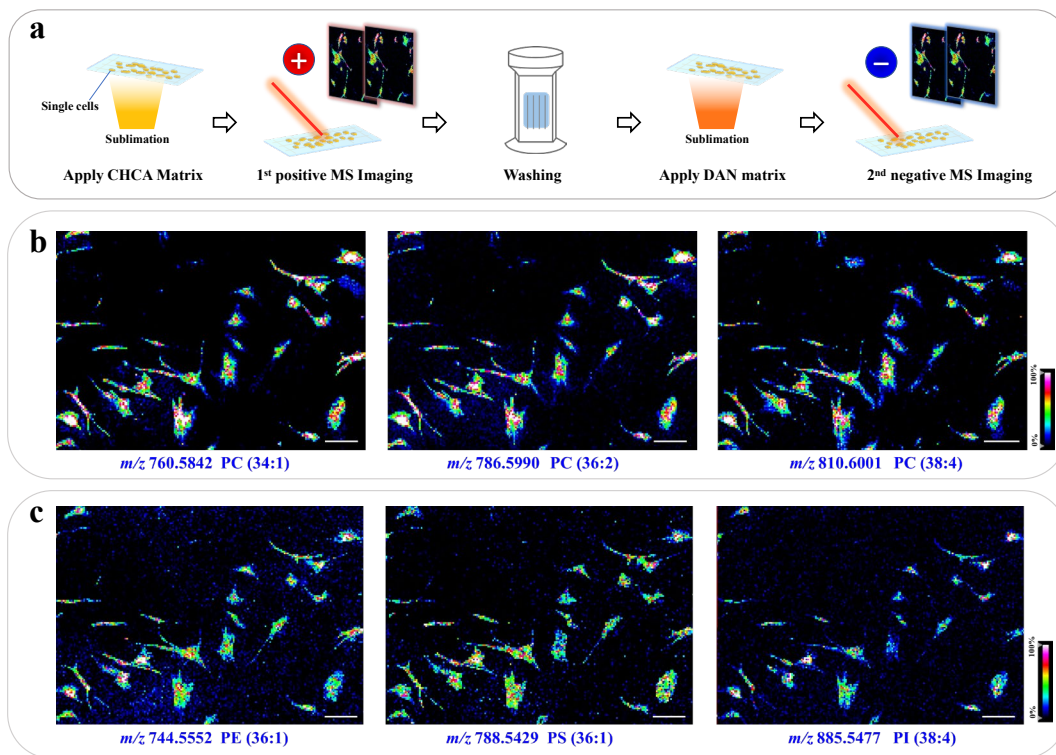 a
+
−
Single cells
Sublimation
Sublimation
Apply CHCA Matrix
1st positive MS Imaging
Washing
Apply DAN matrix
2nd negative MS Imaging
b
100%
0%
m/z 760.5842 PC (34:1)
m/z 786.5990 PC (36:2)
m/z 810.6001 PC (38:4)
c
100%
0%
m/z 744.5552 PE (36:1)
m/z 788.5429 PS (36:1)
m/z 885.5477 PI (38:4)